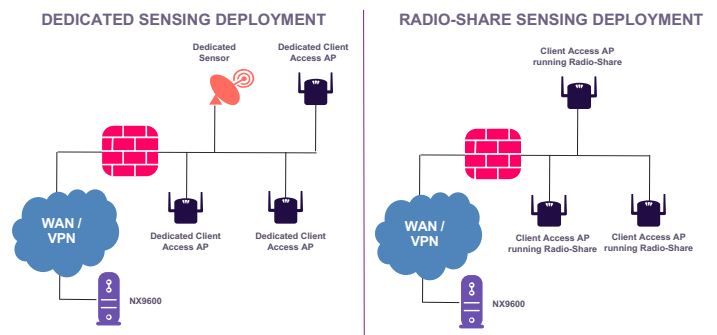 DEDICATED SENSING DEPLOYMENT
Dedicated
Sensor
Dedicated Client
Access AP
WAN /
VPN
Dedicated Client
Access AP
Dedicated Client
Access AP
NX9600
RADIO-SHARE SENSING DEPLOYMENT
Client Access AP
running Radio-Share
WAN /
VPN
Client Access AP
running Radio-Share
Client Access AP
running Radio-Share
NX9600